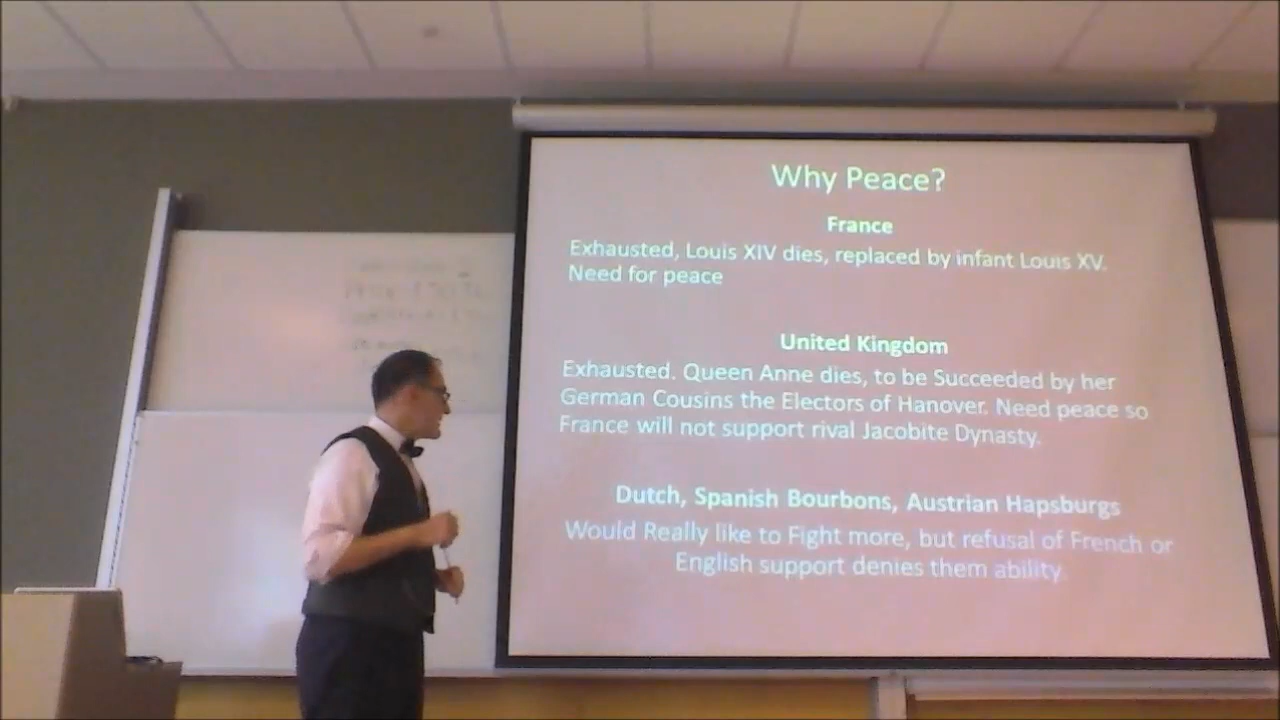 Why Peace?
France
Exhausted, Louis XIV dies, replaced by infant Louis XV.
Need for peace
United Kingdom
Exhausted. Queen Anne dies, to be Succeeded by her
German Cousins the Electors of Hanover. Need peace so
France will not support rival Jacobite Dynasty.
Dutch, Spanish Bourbons, Austrian Hapsburgs
Would Really like to Fight more, but refusal of French or
English support denies them ability.